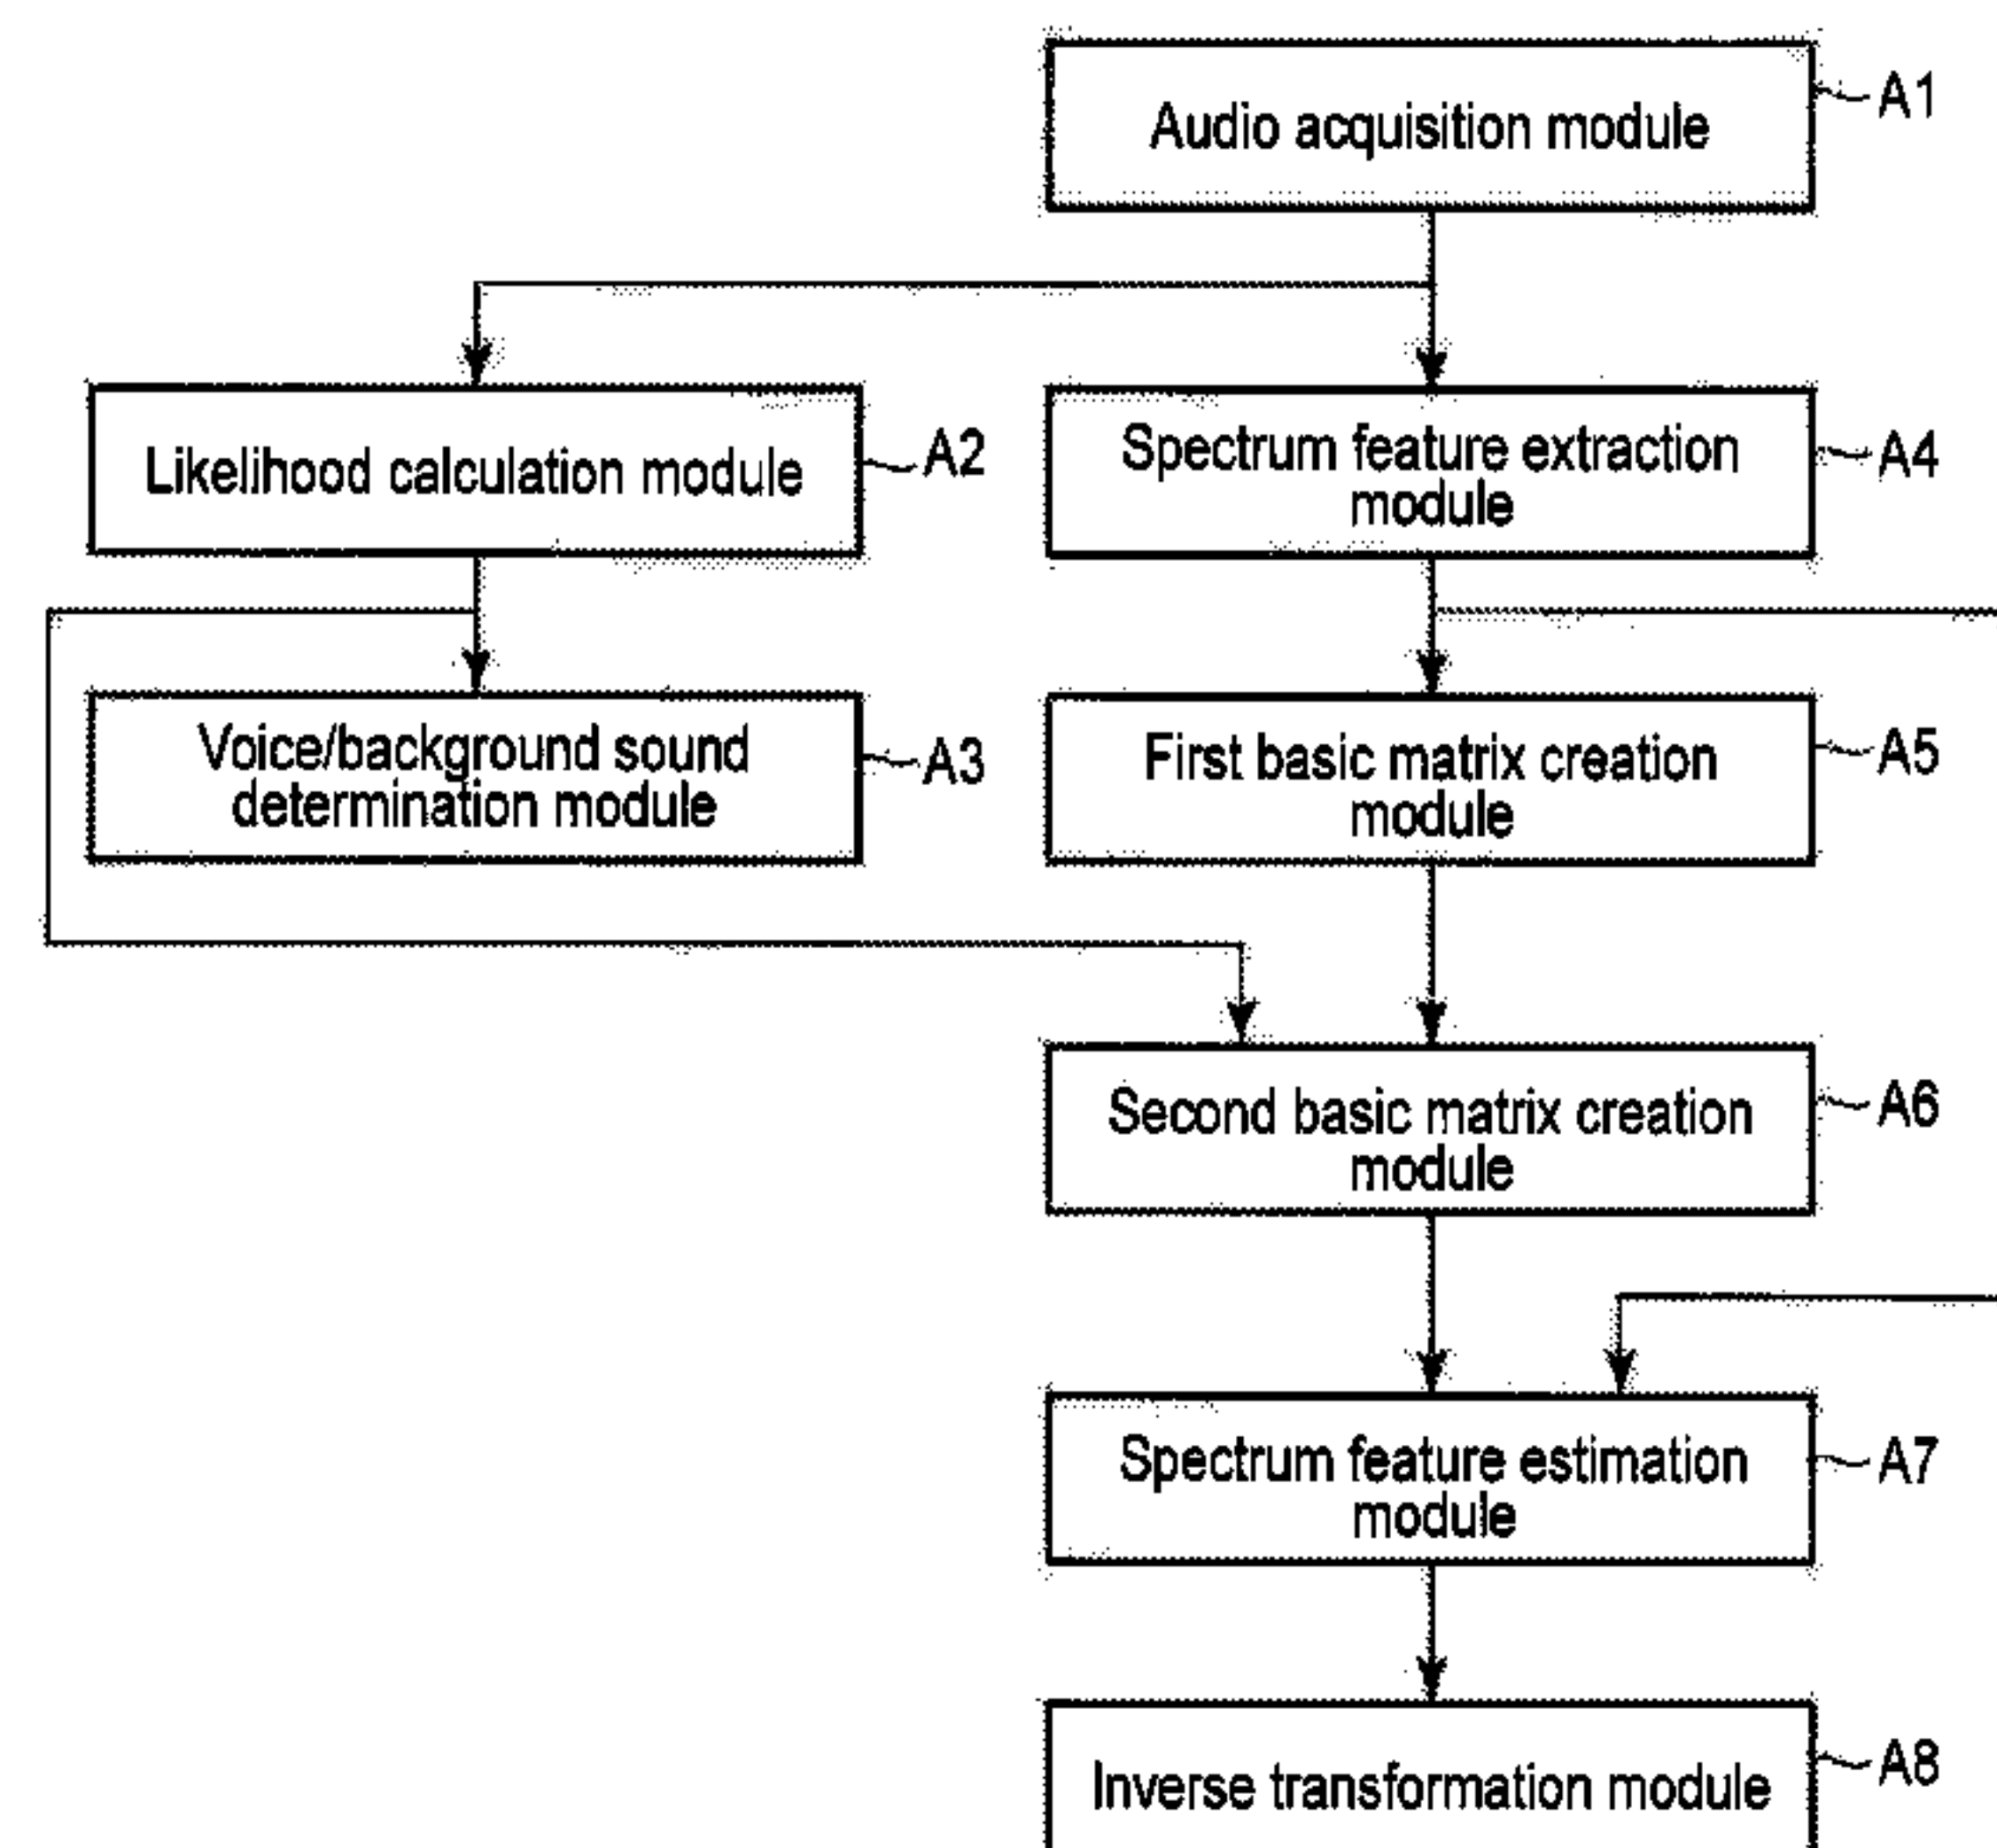 Audio acquisition module
A1
Likelihood calculation module
A2
Spectrum feature extraction
module
A4
Voice/background sound
determination module
A3
First basic matrix creation
module
A5
Second basic matrix creation
module
A6
Spectrum feature estimation
module
A7
Inverse transformation module
A8